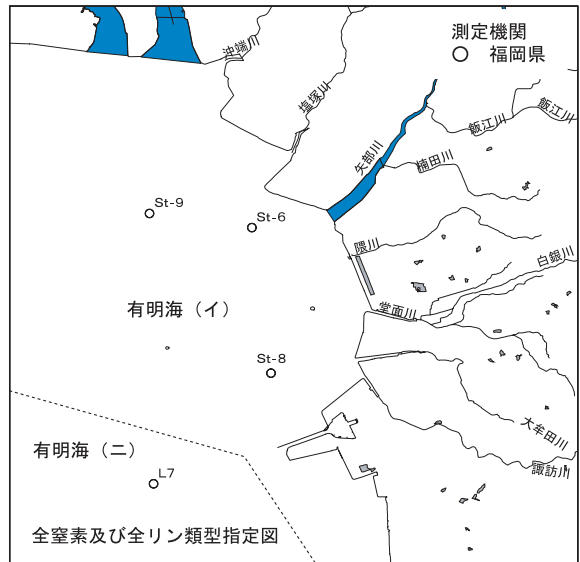 測定機関
○ 福岡県
沖端川
塩塚川
矢部川
飯江川
飯江川
楠田川
St-9
St-6
隈川
白銀川
有明海（イ）
堂面川
St-8
大牟田川
有明海（ニ）
諏訪川
L7
全窒素及び全リン類型指定図